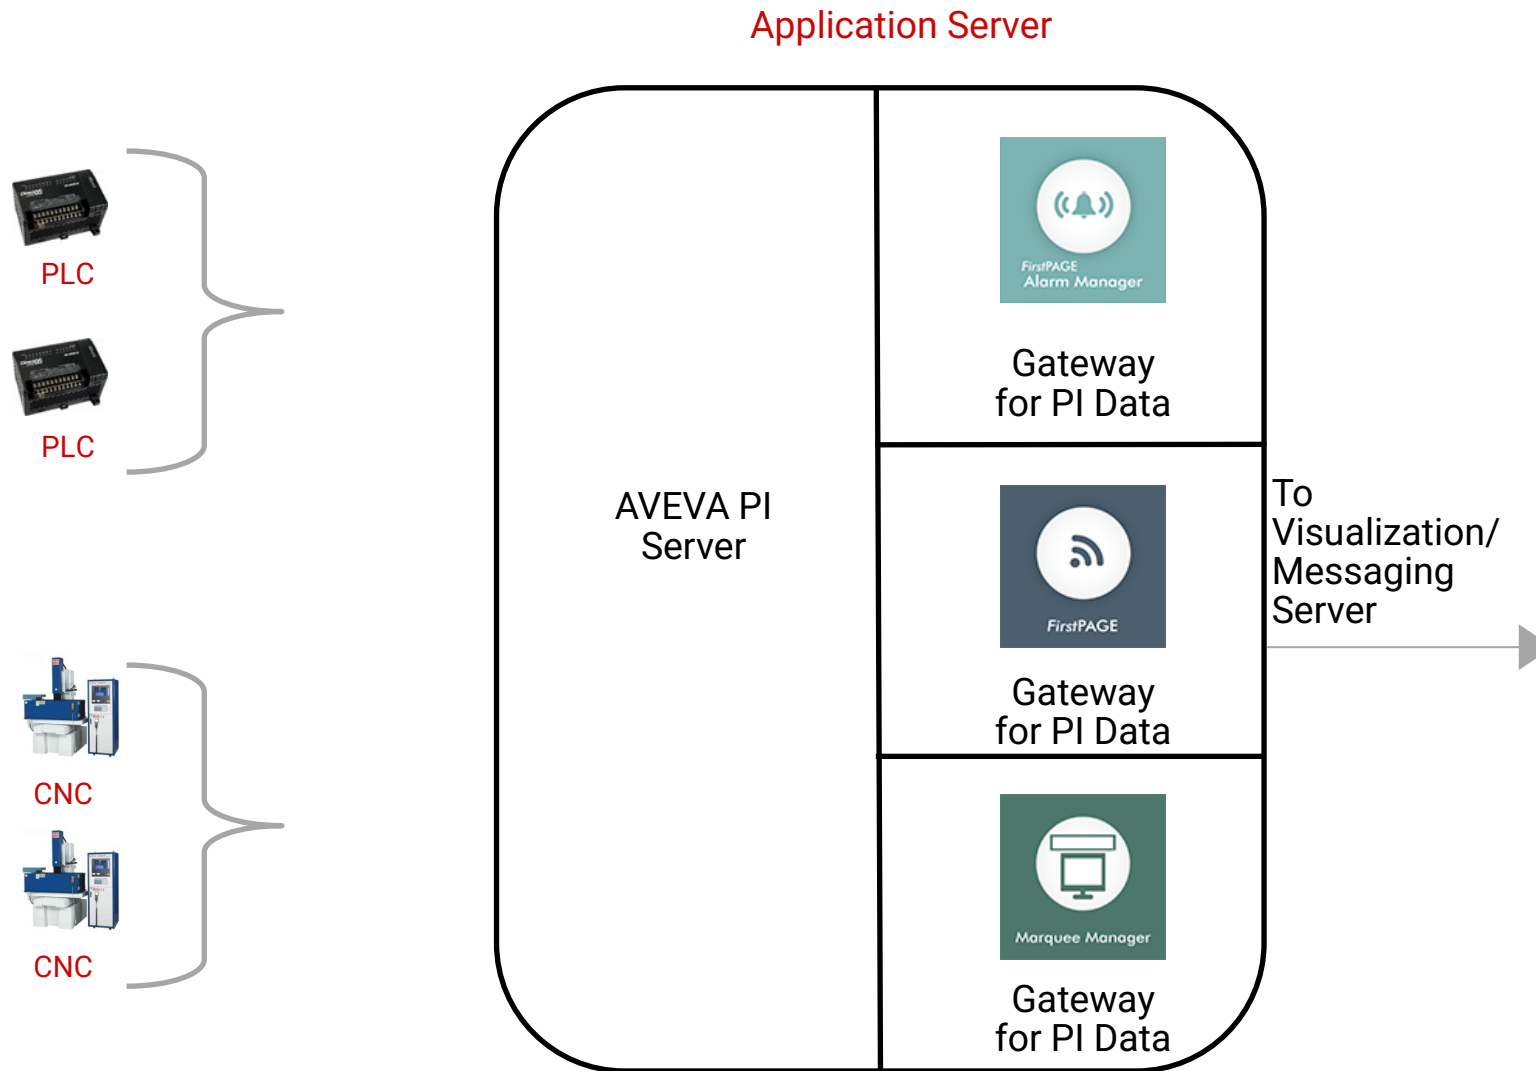 Application Server
PLC
PLC
CNC
CNC
AVEVA PI
Server
FirstPAGE
Alarm Manager
Gateway
for PI Data
FirstPAGE
Gateway
for PI Data
Marquee Manager
Gateway
for PI Data
To
Visualization/
Messaging
Server